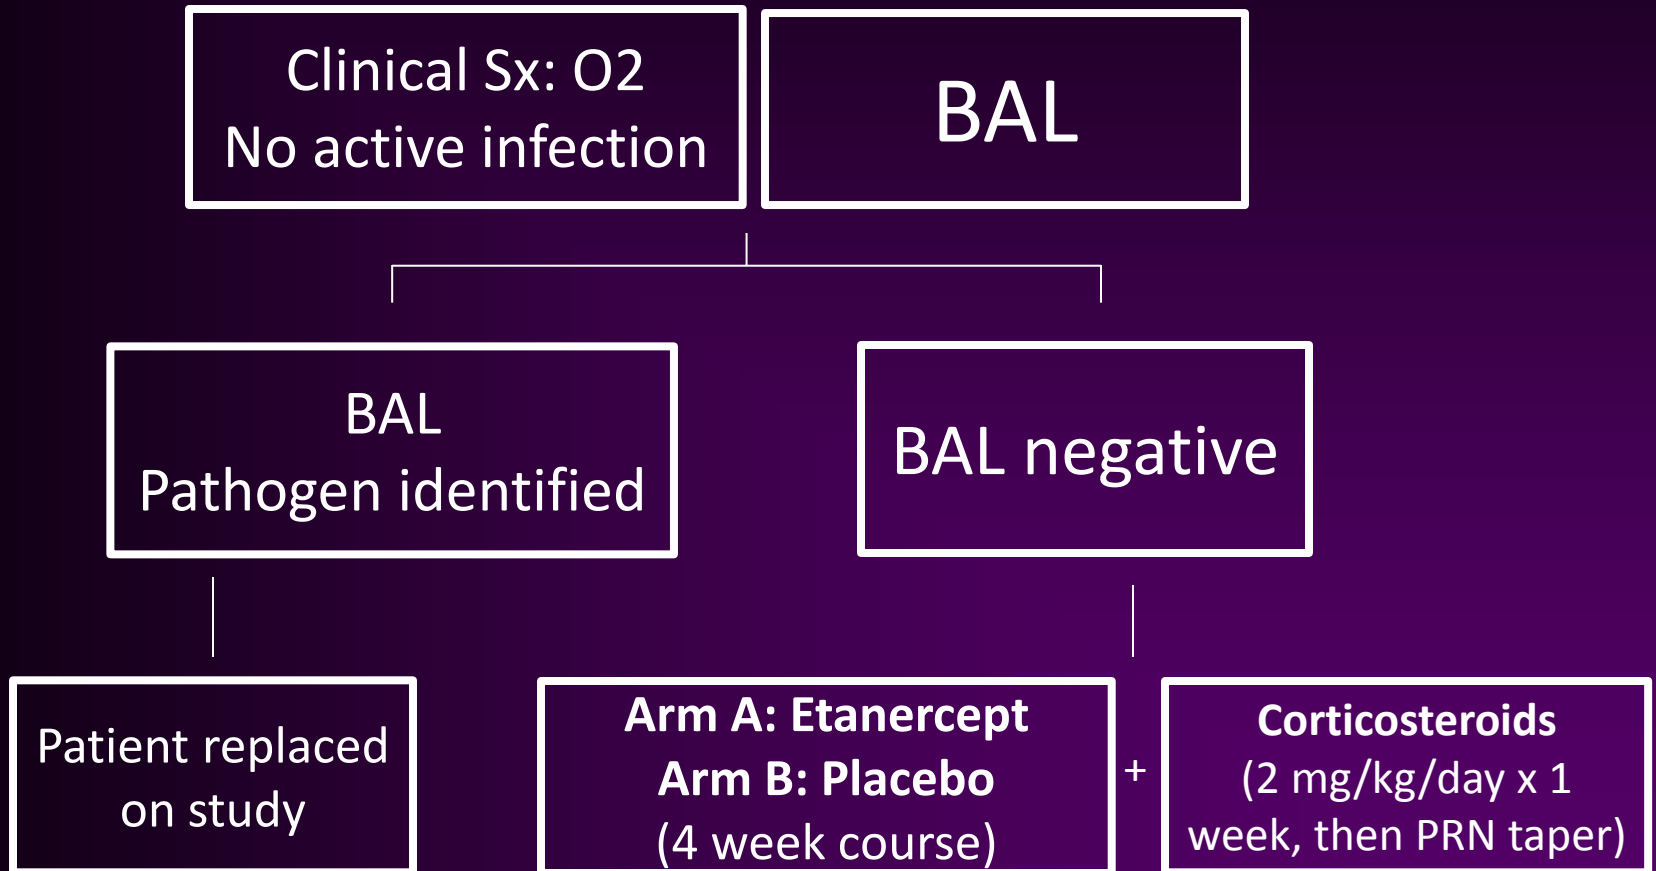 Clinical Sx: O2
No active infection
BAL
BAL
Pathogen identified
BAL negative
Patient replaced
on study
Arm A: Etanercept
Arm B: Placebo
(4 week course)
+
Corticosteroids
(2 mg/kg/day x 1
week, then PRN taper)